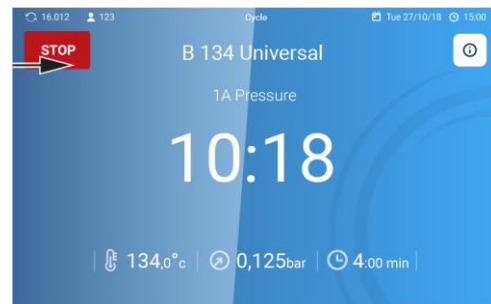 16.012 123 Cycle Tue 27/10/18 15:00
STOP
B 134 Universal
1A Pressure
10:18
134,0°c 0,125bar 4:00 min